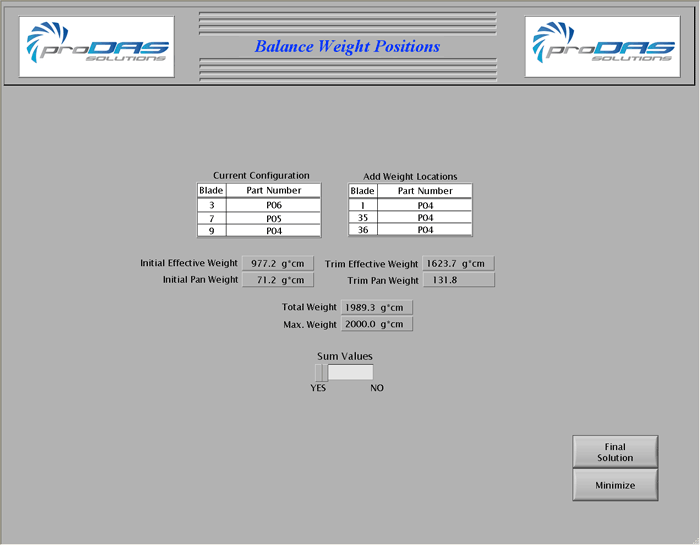 proDAS
SOLUTIONS
Balance Weight Positions
proDAS
SOLUTIONS
Current Configuration
Blade Part Number
3 P06
7 P05
9 P04
Add Weight Locations
Blade Part Number
1 P04
35 P04
36 P04
Initial Effective Weight 977.2 g*cm Trim Effective Weight 1623.7 g*cm
Initial Pan Weight 71.2 g*cm Trim Pan Weight 131.8
Total Weight 1989.3 g*cm
Max. Weight 2000.0 g*cm
Sum Values
YES NO
Final
Solution
Minimize